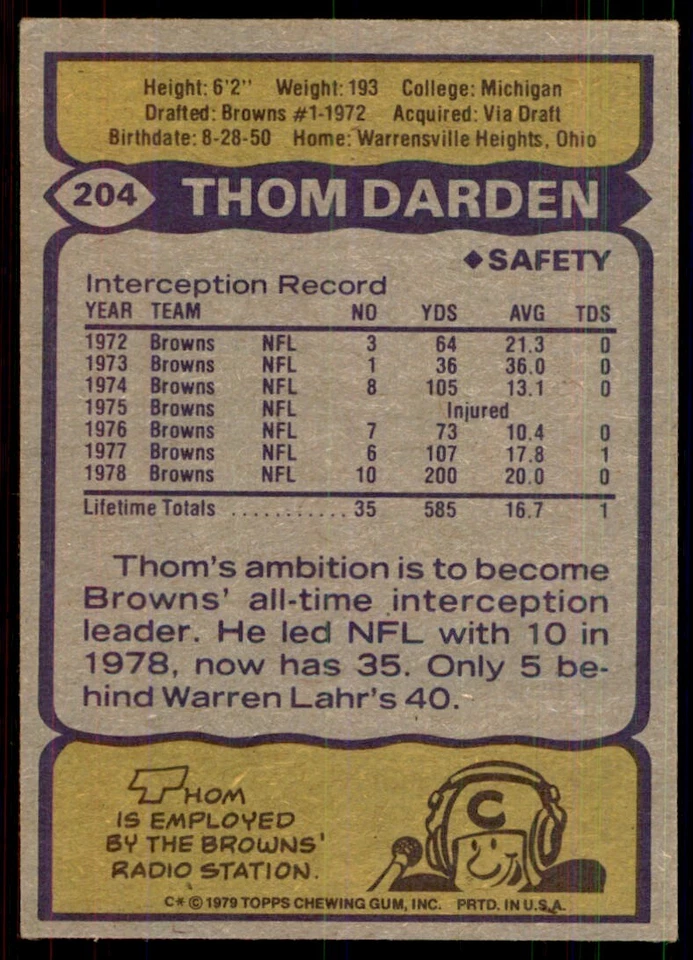 Height: 6'2" Weight: 193 College: Michigan
Drafted: Browns #1-1972 Acquired: Via Draft
Birthdate: 8-28-50 Home: Warrensville Heights, Ohio
204 THOM DARDEN
◆SAFETY
Interception Record
YEAR TEAM NO YDS AVG TDS
1972 Browns NFL 3 64 21.3 0
1973 Browns NFL 1 36 36.0 0
1974 Browns NFL 8 105 13.1 0
1975 Browns NFL Injured
1976 Browns NFL 7 73 10.4 0
1977 Browns NFL 6 107 17.8 1
1978 Browns NFL 10 200 20.0 0
Lifetime Totals ........... 35 585 16.7 1
Thom's ambition is to become
Browns' all-time interception
leader. He led NFL with 10 in
1978, now has 35. Only 5 be-
hind Warren Lahr's 40.
THOM
IS EMPLOYED
BY THE BROWNS'
RADIO STATION.
C
C* © 1979 TOPPS CHEWING GUM, INC. PRTD. IN U.S.A.